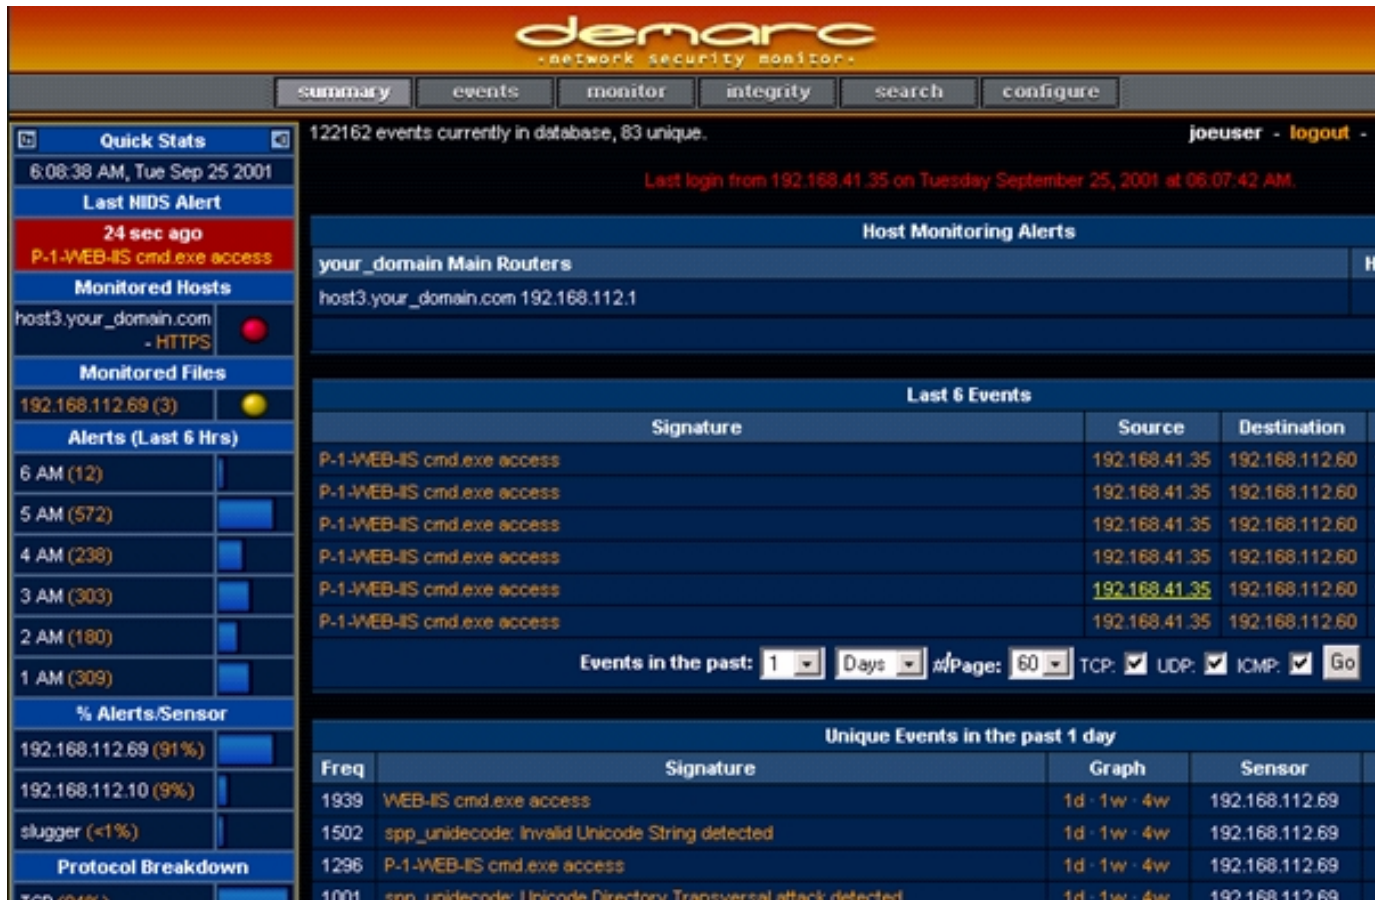 demarc
-network security monitor-
summary events monitor integrity search configure
Quick Stats
6:08:38 AM, Tue Sep 25 2001
Last NIDS Alert
24 sec ago
P-1-WEB-IIS cmd.exe access
Monitored Hosts
host3.your_domain.com
- HTTPS
Monitored Files
192.168.112.69 (3)
Alerts (Last 6 Hrs)
6 AM (12)
5 AM (572)
4 AM (238)
3 AM (303)
2 AM (180)
1 AM (309)
% Alerts/Sensor
192.168.112.69 (91%)
192.168.112.10 (9%)
slugger (<1%)
Protocol Breakdown
122162 events currently in database, 83 unique.
joeuser - logout -
Last login from 192.168.41.35 on Tuesday September 25, 2001 at 06:07:42 AM.
Host Monitoring Alerts
your_domain Main Routers H
host3.your_domain.com 192.168.112.1
Last 6 Events
Signature Source Destination
P-1-WEB-IIS cmd.exe access 192.168.41.35 192.168.112.60
P-1-WEB-IIS cmd.exe access 192.168.41.35 192.168.112.60
P-1-WEB-IIS cmd.exe access 192.168.41.35 192.168.112.60
P-1-WEB-IIS cmd.exe access 192.168.41.35 192.168.112.60
P-1-WEB-IIS cmd.exe access 192.168.41.35 192.168.112.60
P-1-WEB-IIS cmd.exe access 192.168.41.35 192.168.112.60
Events in the past: 1 Days #/Page: 60 TCP: UDP: ICMP: Go
Unique Events in the past 1 day
Freq Signature Graph Sensor
1939 WEB-IIS cmd.exe access 1d · 1w · 4w 192.168.112.69
1502 spp_unidecode: Invalid Unicode String detected 1d · 1w · 4w 192.168.112.69
1296 P-1-WEB-IIS cmd.exe access 1d · 1w · 4w 192.168.112.69
1001 spp_unidecode: Unicode Directory Transversal attack detected 1d · 1w · 4w 192.168.112.69